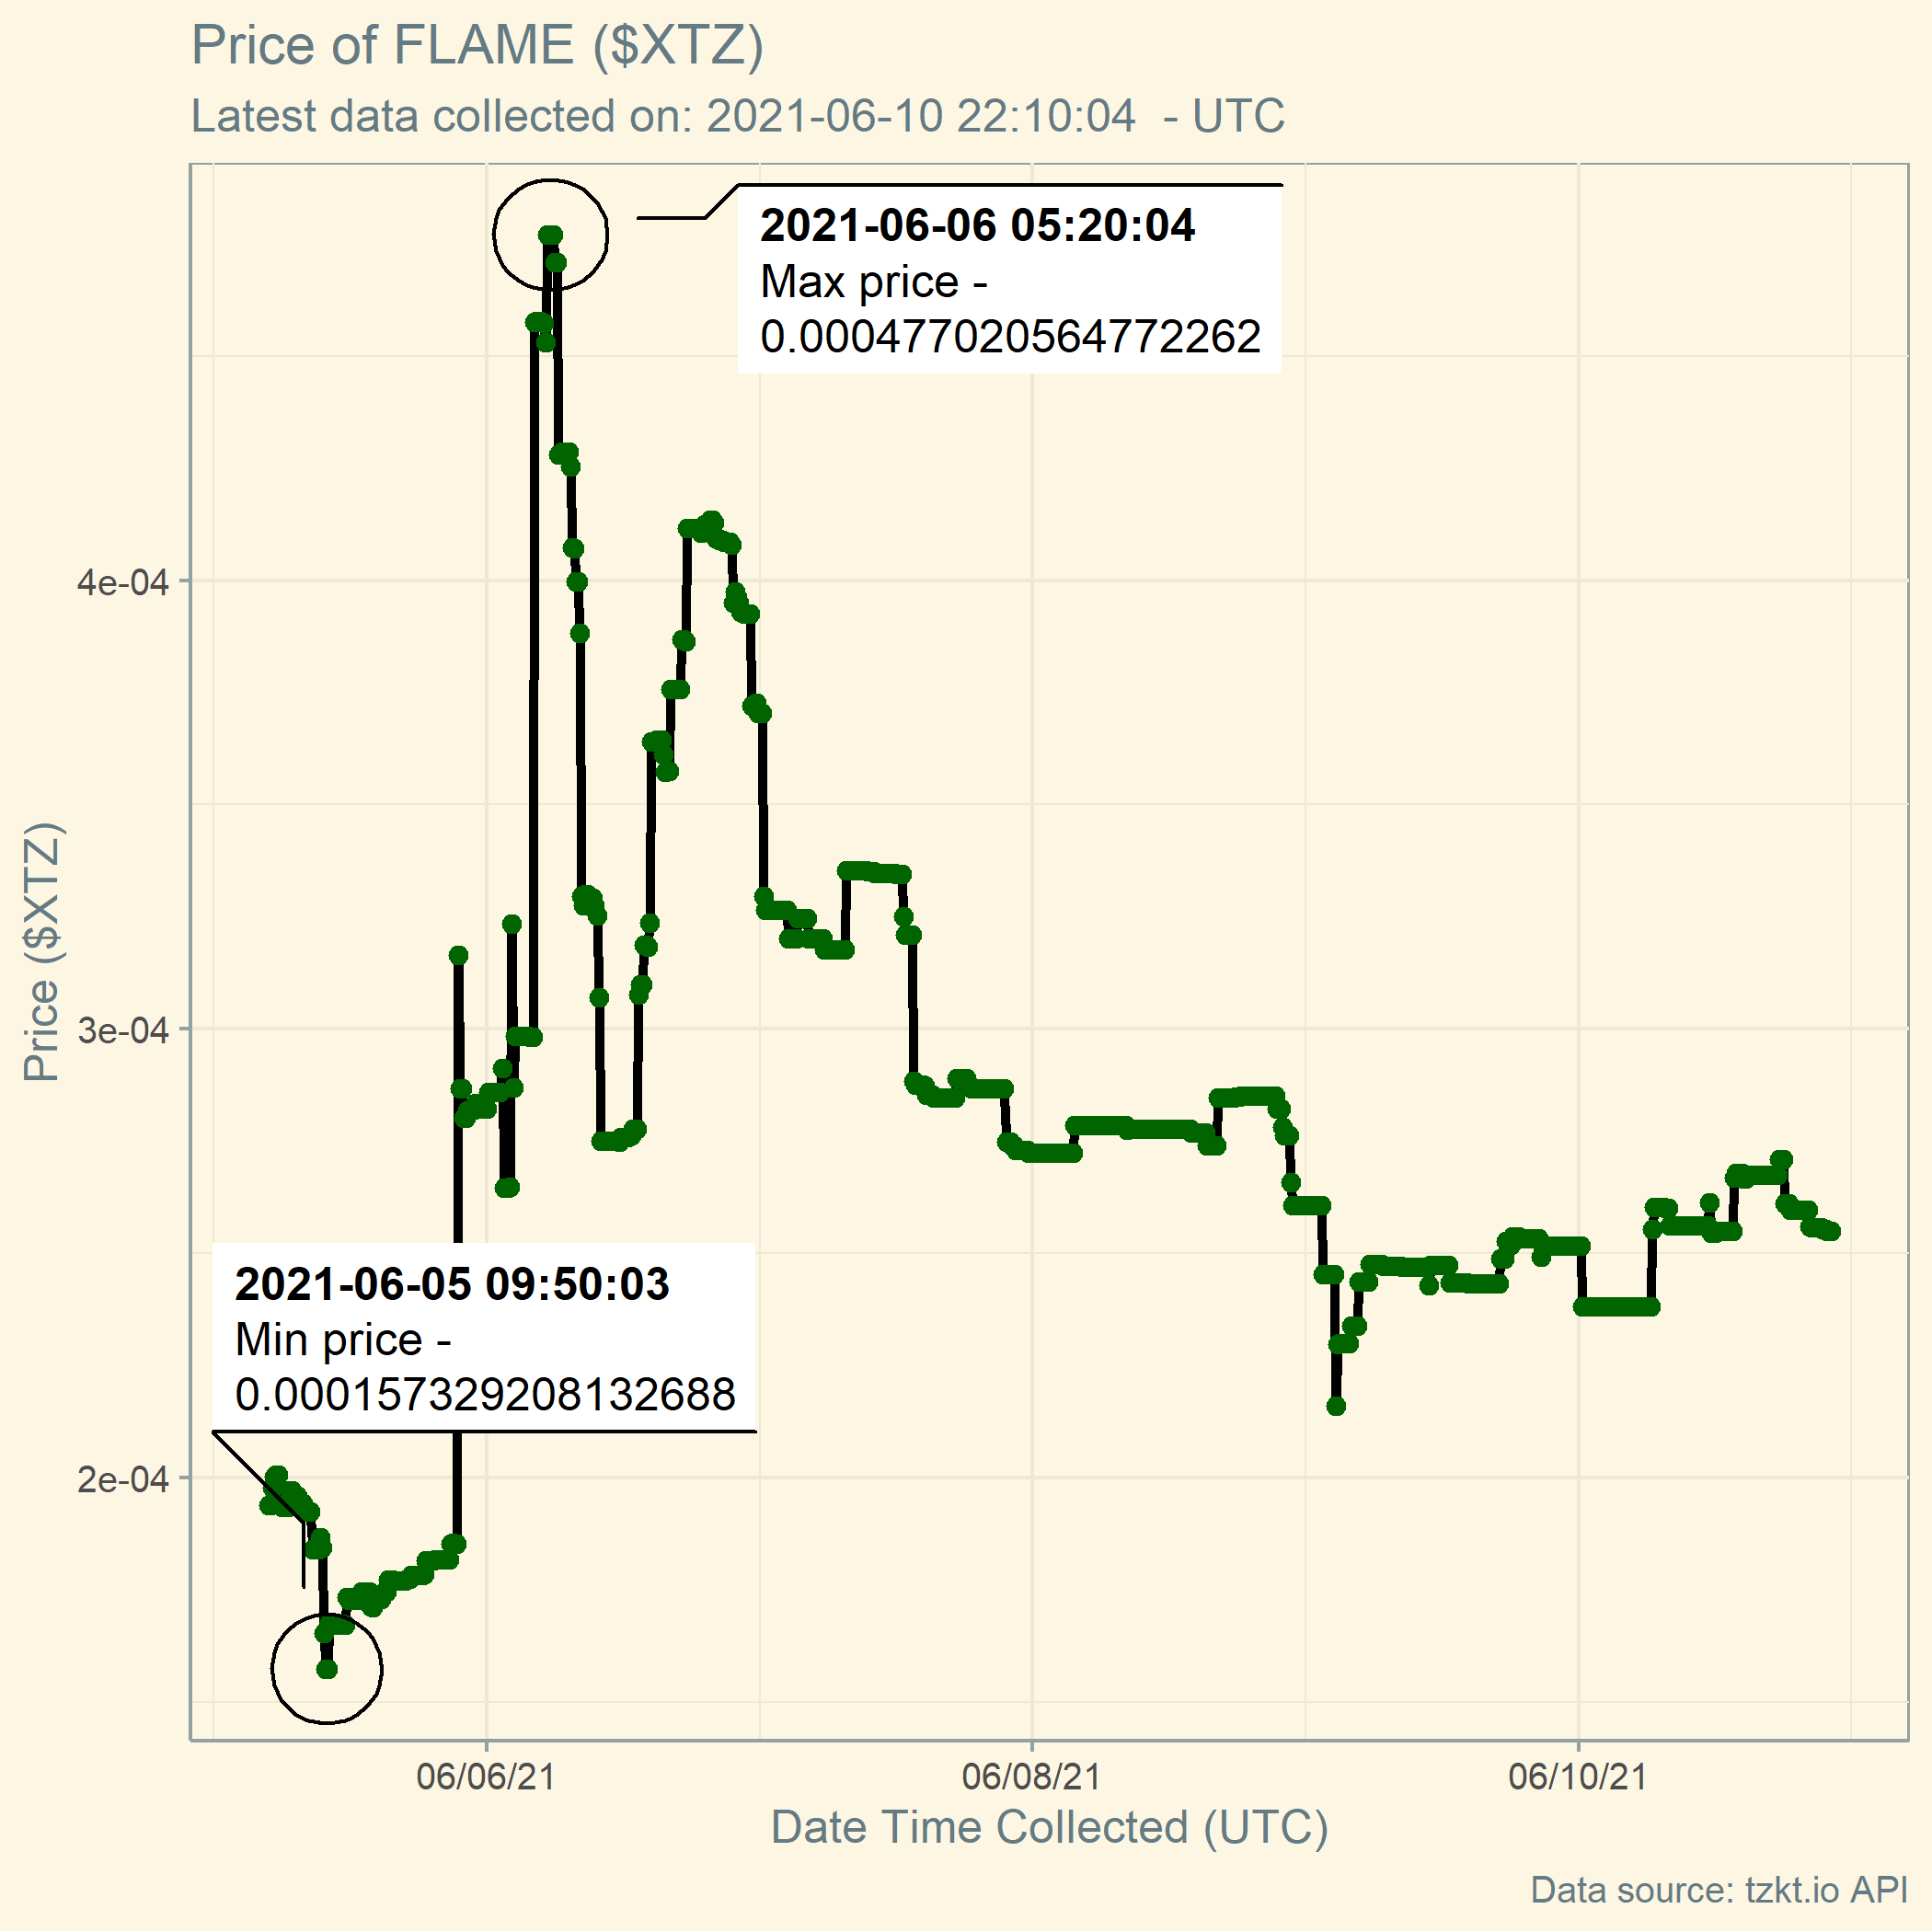 Price of FLAME ($XTZ)
Latest data collected on: 2021-06-10 22:10:04  - UTC
2021-06-06 05:20:04
Max price -
0.000477020564772262
4e-04
3e-04
2e-04
Price ($XTZ)
2021-06-05 09:50:03
Min price -
0.000157329208132688
06/06/21
06/08/21
06/10/21
Date Time Collected (UTC)
Data source: tzkt.io API